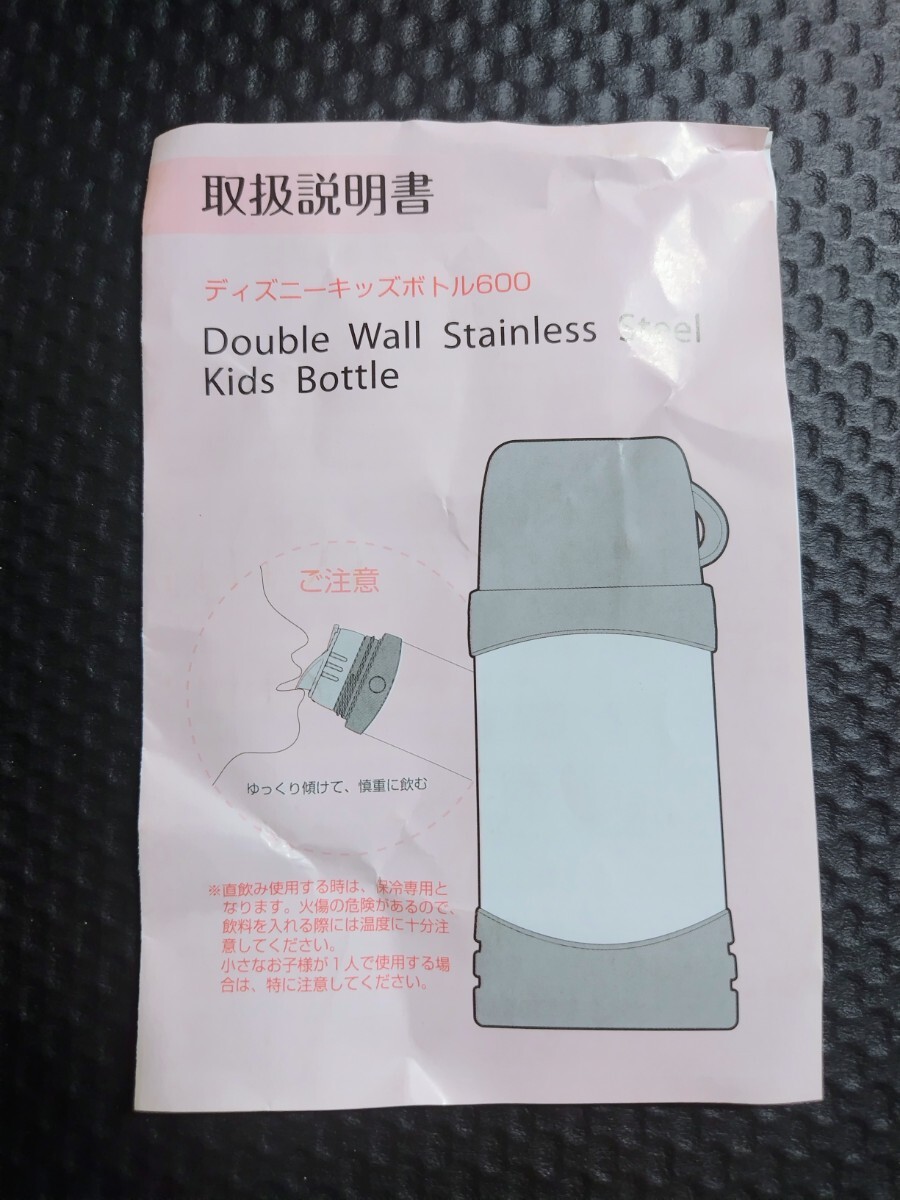 取扱説明書
ディズニーキッズボトル600
Double Wall Stainless Steel
Kids Bottle
ご注意
ゆっくり傾けて、慎重に飲む
※直飲み使用する時は、保冷専用と
なります。火傷の危険があるので、
飲料を入れる際には温度に十分注
意してください。
小さなお子様が1人で使用する場
合は、特に注意してください。